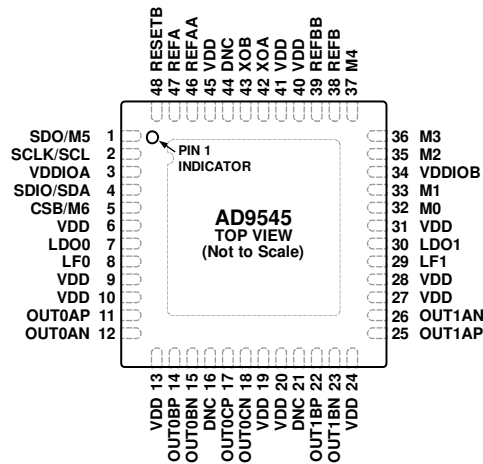 48 RESETB
47 REFA
46 REFAA
45 VDD
44 DNC
43 XOB
42 XOA
41 VDD
40 VDD
39 REFBB
38 REFB
37 M4
SDO/M5 1
SCLK/SCL 2
VDDIOA 3
SDIO/SDA 4
CSB/M6 5
VDD 6
LDO0 7
LF0 8
VDD 9
VDD 10
OUT0AP 11
OUT0AN 12
PIN 1
INDICATOR
AD9545
TOP VIEW
(Not to Scale)
36 M3
35 M2
34 VDDIOB
33 M1
32 M0
31 VDD
30 LDO1
29 LF1
28 VDD
27 VDD
26 OUT1AN
25 OUT1AP
VDD 13
OUT0BP 14
OUT0BN 15
DNC 16
OUT0CP 17
OUT0CN 18
VDD 19
VDD 20
DNC 21
OUT1BP 22
OUT1BN 23
VDD 24